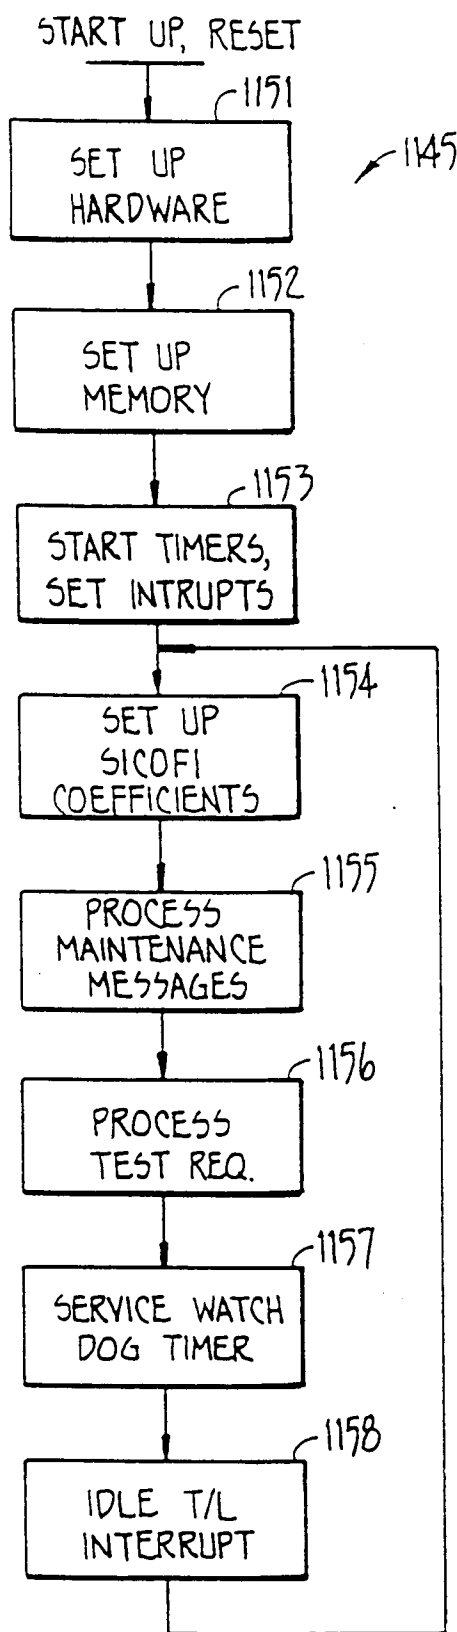 START UP, RESET
1151
1145
SET UP
HARDWARE
1152
SET UP
MEMORY
1153
START TIMERS,
SET INTRUPTS
1154
SET UP
SICOFI
COEFFICIENTS
1155
PROCESS
MAINTENANCE
MESSAGES
1156
PROCESS
TEST REQ.
1157
SERVICE WATCH
DOG TIMER
1158
IDLE T/L
INTERRUPT